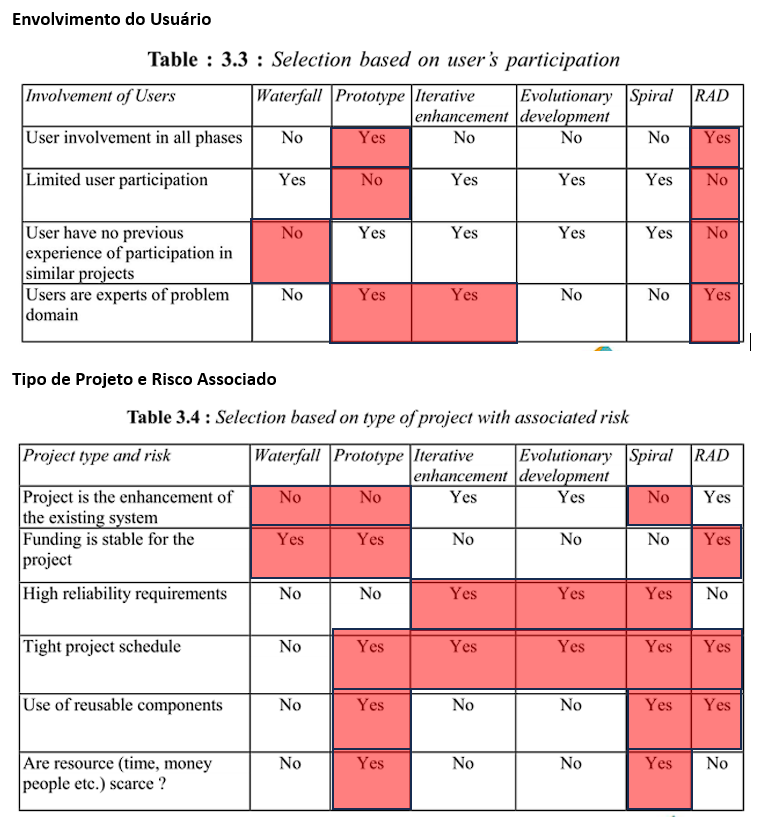 Envolvimento do Usuário
Table : 3.3 : Selection based on user's participation
Involvement of Users Waterfall Prototype Iterative enhancement Evolutionary development Spiral RAD
User involvement in all phases No Yes No No No Yes
Limited user participation Yes No Yes Yes Yes No
User have no previous experience of participation in similar projects No Yes Yes Yes Yes No
Users are experts of problem domain No Yes Yes No No Yes
Tipo de Projeto e Risco Associado
Table 3.4 : Selection based on type of project with associated risk
Project type and risk Waterfall Prototype Iterative enhancement Evolutionary development Spiral RAD
Project is the enhancement of the existing system No No Yes Yes No Yes
Funding is stable for the project Yes Yes No No No Yes
High reliability requirements No No Yes Yes Yes No
Tight project schedule No Yes Yes Yes Yes Yes
Use of reusable components No Yes No No Yes Yes
Are resource (time, money people etc.) scarce ? No Yes No No Yes No